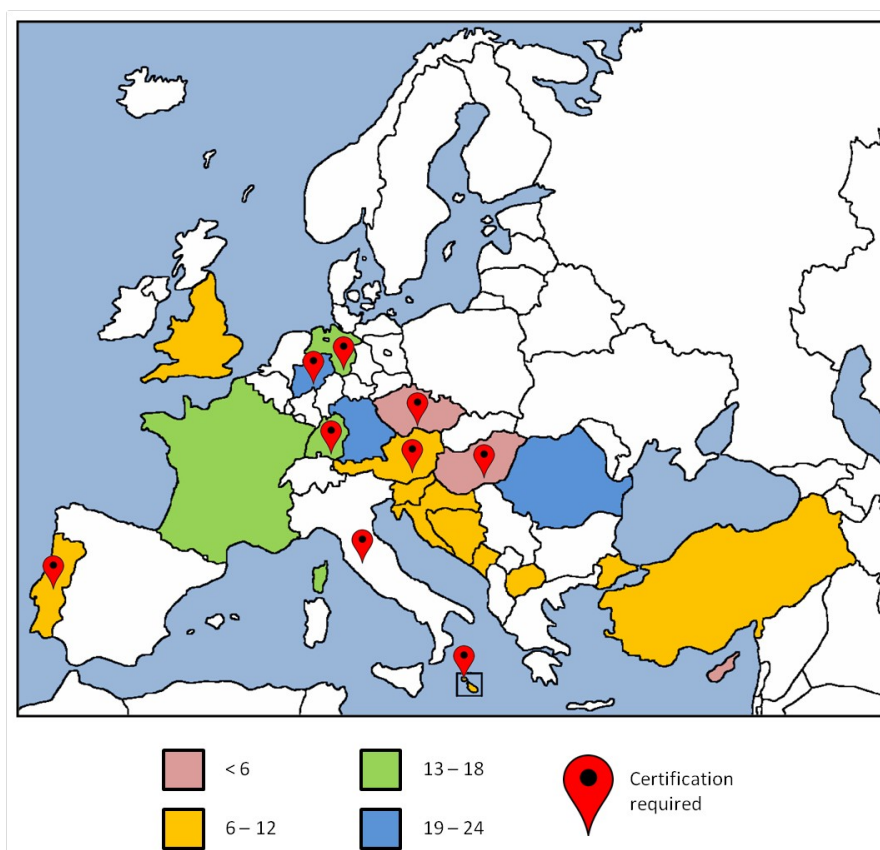 < 6
13 – 18
Certification
required
6 – 12
19 – 24